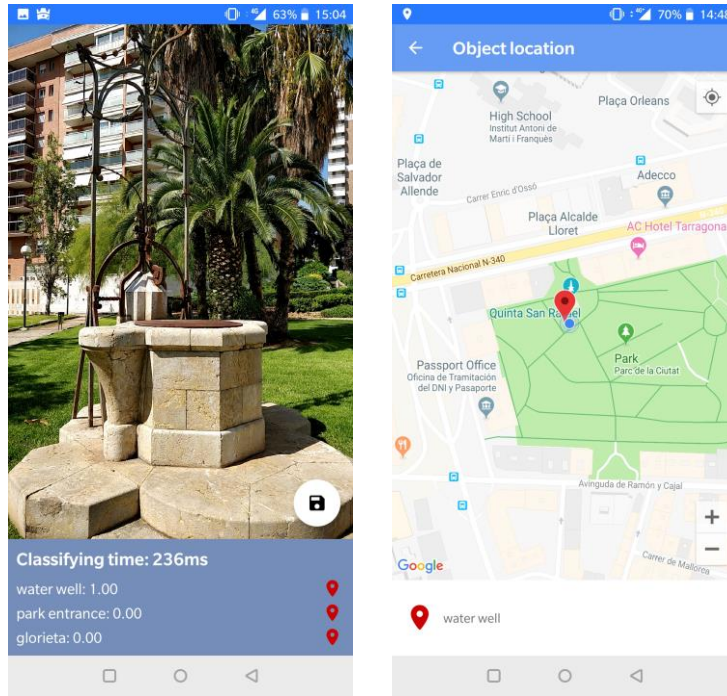 63% 15:04
Classifying time: 236ms
water well: 1.00
park entrance: 0.00
glorieta: 0.00
70% 14:48
Object location
Plaça Orleans
High School
Institut Antoni de
Martí i Franquès
Plaça de
Salvador
Allende
Adecco
Carrer Enric d'Ossó
Plaça Alcalde
Lloret
AC Hotel Tarragona
Carretera Nacional N-340
Quinta San Rafael
Park
Parc de la Ciutat
Passport Office
Oficina de Tramitación
del DNI y Pasaporte
Avinguda de Ramón y Cajal
Carrer de Mallorca
Google
water well